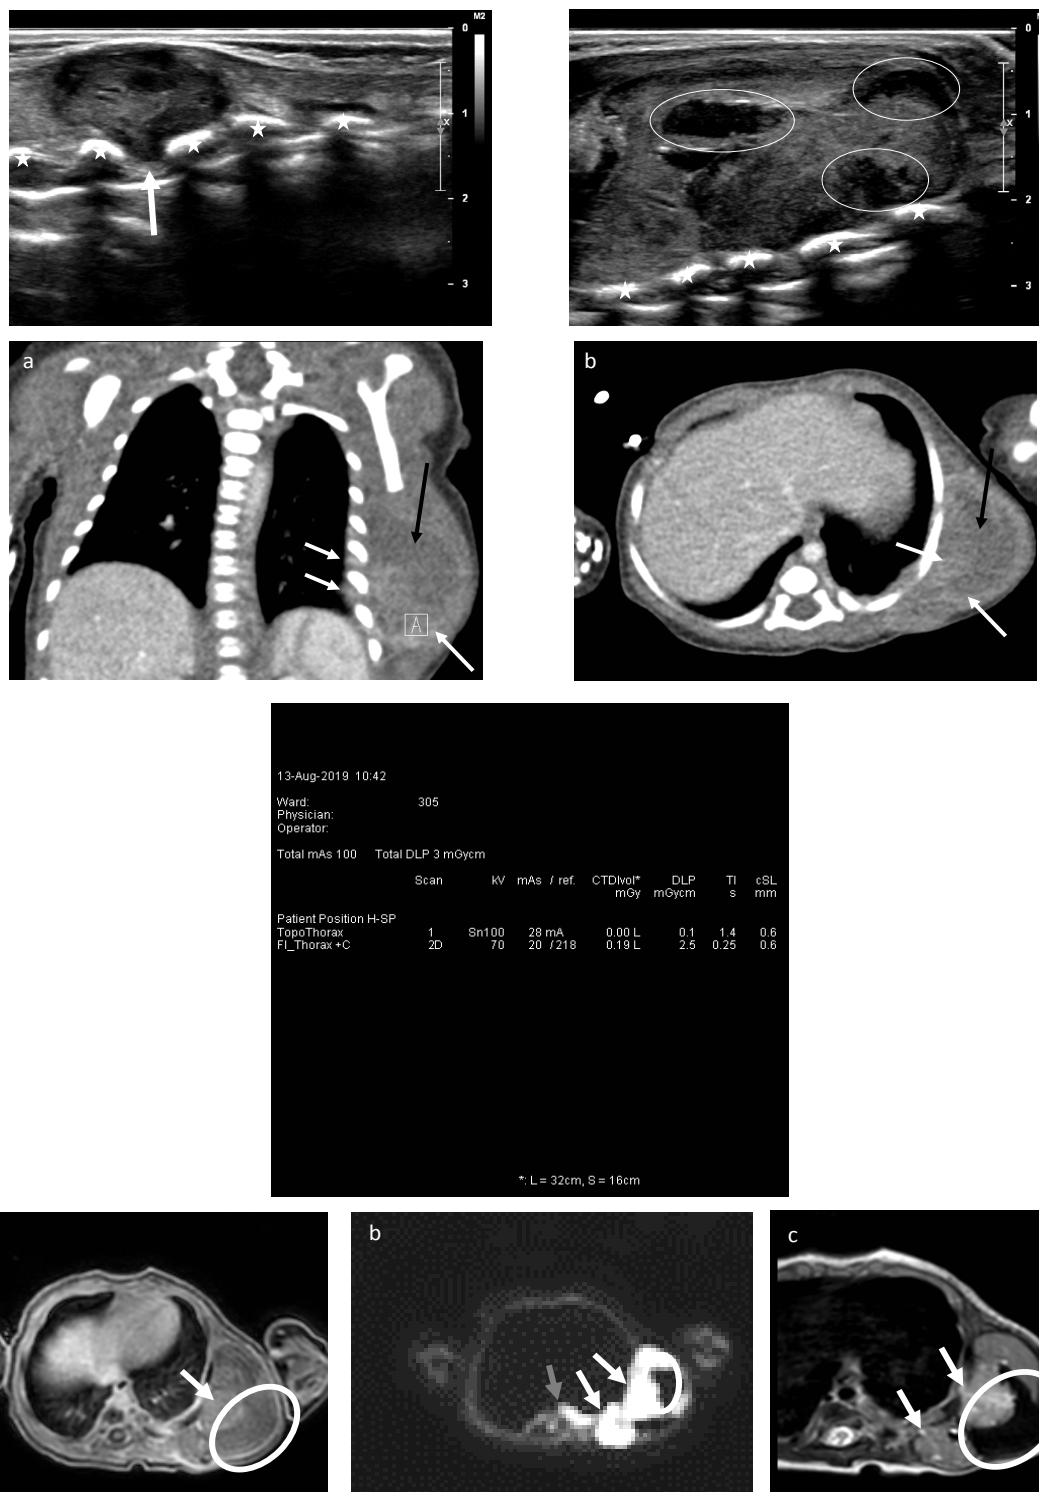 M2
0
1
x
2
3
M
0
1
x
2
3
a
A
b
13-Aug-2019 10:42
Ward: 305
Physician:
Operator:
Total mAs 100 Total DLP 3 mGycm
Scan kV mAs / ref. CTDIvol* DLP TI cSL
mGy mGycm s mm
Patient Position H-SP
TopoThorax 1 Sn100 28 mA 0.00 L 0.1 1.4 0.6
FI_Thorax +C 2D 70 20 / 218 0.19 L 2.5 0.25 0.6
*: L = 32cm, S = 16cm
b
c